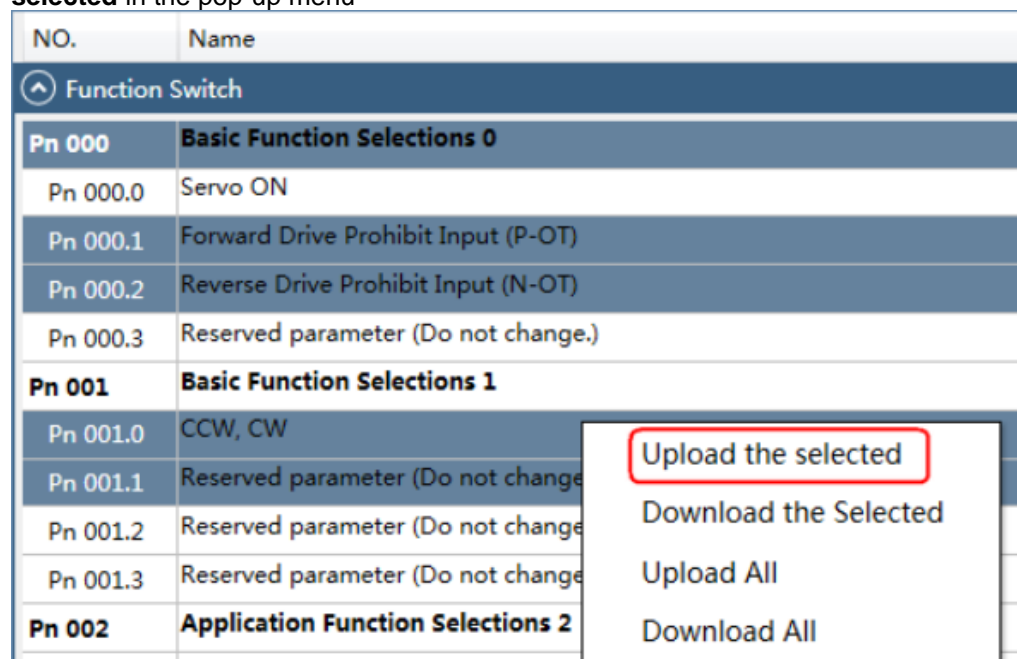 selected in the pop-up menu
NO. Name
Function Switch
Pn 000 Basic Function Selections 0
Pn 000.0 Servo ON
Pn 000.1 Forward Drive Prohibit Input (P-OT)
Pn 000.2 Reverse Drive Prohibit Input (N-OT)
Pn 000.3 Reserved parameter (Do not change.)
Pn 001 Basic Function Selections 1
Pn 001.0 CCW, CW
Pn 001.1 Reserved parameter (Do not change
Pn 001.2 Reserved parameter (Do not change
Pn 001.3 Reserved parameter (Do not change
Pn 002 Application Function Selections 2
Upload the selected
Download the Selected
Upload All
Download All